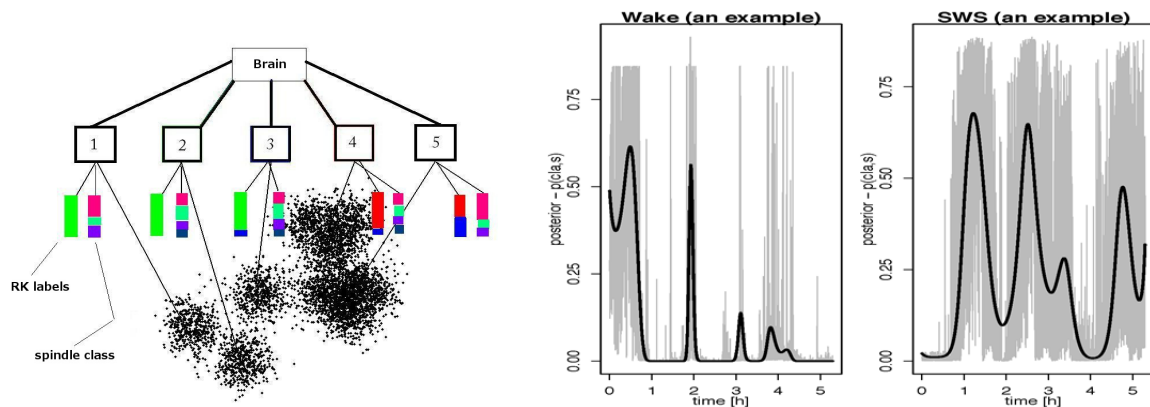 Brain
1 2 3 4 5
RK labels
spindle class
Wake (an example)
posterior - p(cla,s)
0.00 0.25 0.50 0.75
0 1 2 3 4 5
time [h]
SWS (an example)
posterior - p(cla,s)
0.00 0.25 0.50 0.75
0 1 2 3 4 5
time [h]